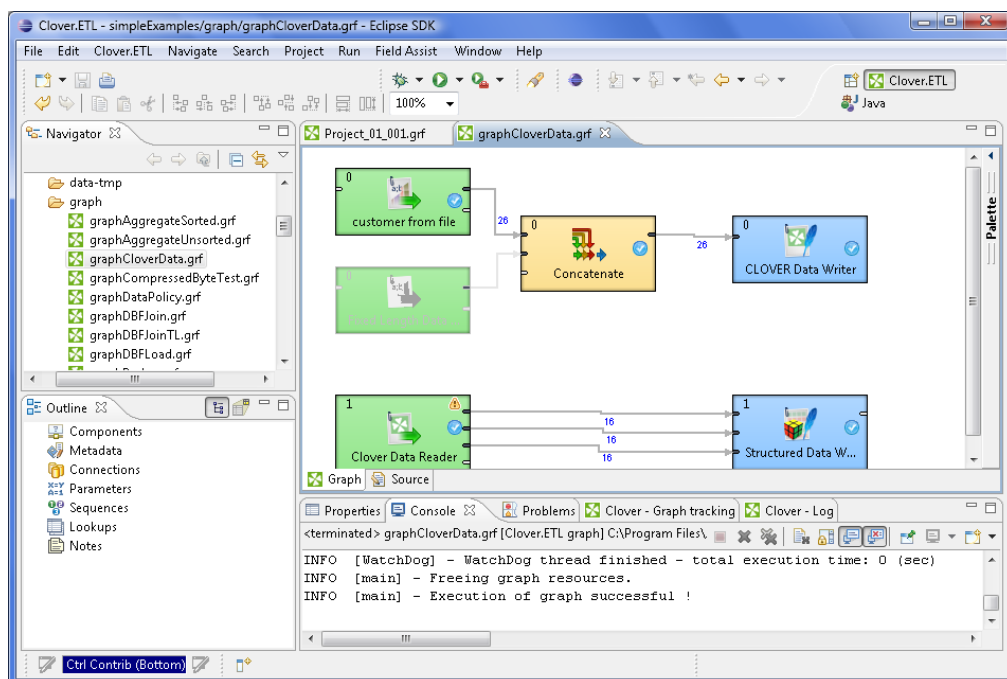 Clover.ETL - simpleExamples/graph/graphCloverData.grf - Eclipse SDK
File Edit Clover.ETL Navigate Search Project Run Field Assist Window Help
100%
Clover.ETL
Java
Navigator
data-tmp
graph
graphAggregateSorted.grf
graphAggregateUnsorted.grf
graphCloverData.grf
graphCompressedByteTest.grf
graphDataPolicy.grf
graphDBFJoin.grf
graphDBFJoinTL.grf
graphDBFLoad.grf
Outline
Components
Metadata
Connections
Parameters
Sequences
Lookups
Notes
Project_01_001.grf
graphCloverData.grf
Palette
0
customer from file
26
0
Concatenate
26
0
CLOVER Data Writer
0
1
Clover Data Reader
16
16
16
1
Structured Data W...
Graph Source
Properties Console Problems Clover - Graph tracking Clover - Log
<terminated> graphCloverData.grf [Clover.ETL graph] C:\Program Files\
INFO [WatchDog] - WatchDog thread finished - total execution time: 0 (sec)
INFO [main] - Freeing graph resources.
INFO [main] - Execution of graph successful !
Ctrl Contrib (Bottom)